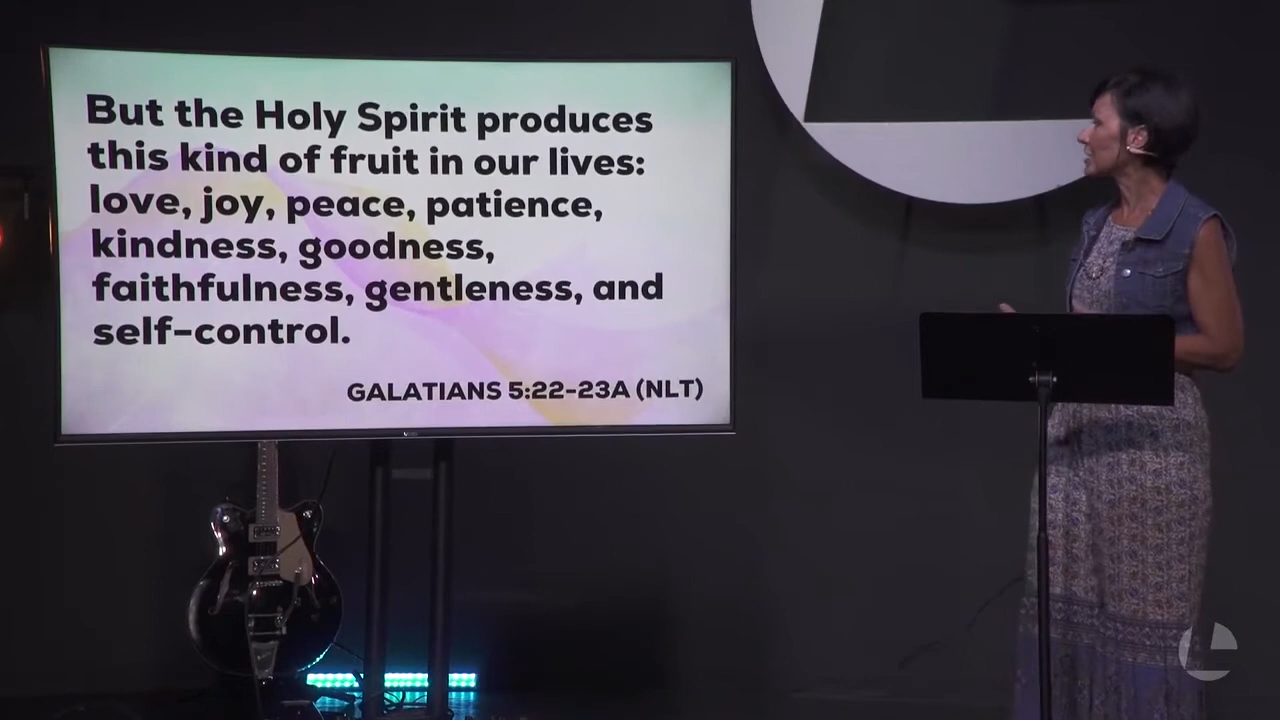 But the Holy Spirit produces
this kind of fruit in our lives:
love, joy, peace, patience,
kindness, goodness,
faithfulness, gentleness, and
self-control.
GALATIANS 5:22-23A (NLT)